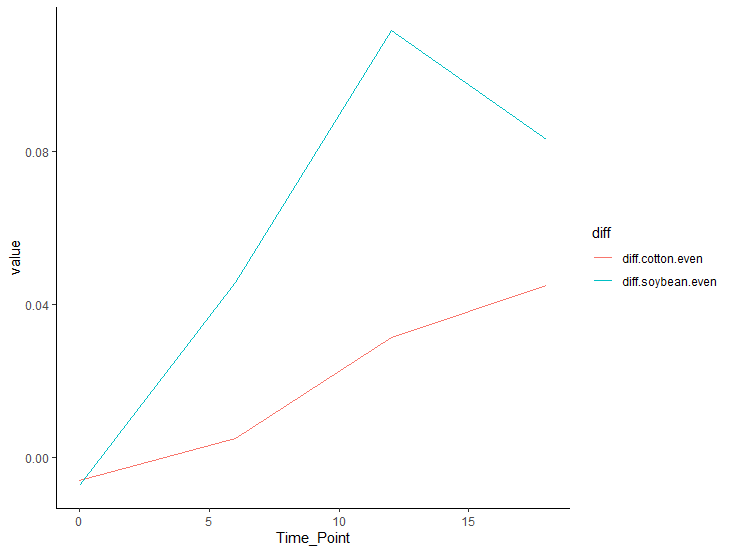 value
0.08
0.04
0.00
0
5
10
15
Time_Point
diff
diff.cotton.even
diff.soybean.even